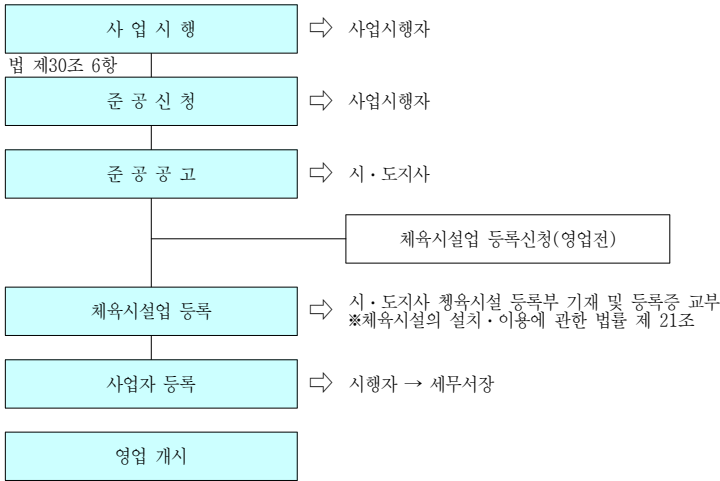 사 업 시 행
사업시행자
법 제30조 6항
준 공 신 청
사업시행자
준 공 공 고
시・도지사
체육시설업 등록신청(영업전)
체육시설업 등록
시・도지사 쳉육시설 등록부 기재 및 등록증 교부
※체육시설의 설치・이용에 관한 법률 제 21조
사업자 등록
시행자 → 세무서장
영업 개시